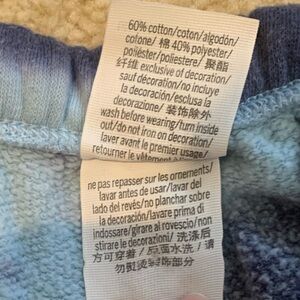 60% cotton/coton/algodón/
cotone/ 棉 40% polyester/
poliéster/poliestere/ 聚酯
纤维 exclusive of decoration/
sauf décoration/no incluye
la decoración/esclusa la
decorazione/ 装饰除外
wash before wearing/turn inside
out/do not iron on decoration/
laver avant le premier usage/
retourner le vêtement à
ne pas repasser sur les ornements/
lavar antes de usar/lavar del
lado del revés/no planchar sobre
la decoración/lavare prima di
indossare/girare al rovescio/non
stirare le decorazioni/ 洗涤后
方可穿着/ 反面水洗 / 请
勿熨烫装饰部分